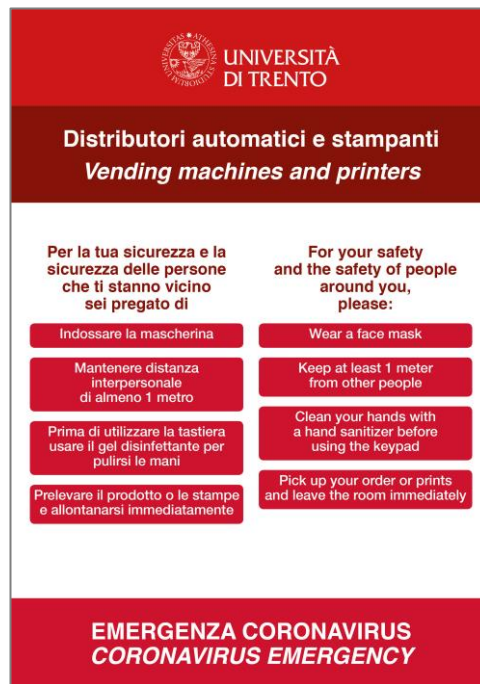 UNIVERSITÀ
DI TRENTO
Distributori automatici e stampanti
Vending machines and printers
Per la tua sicurezza e la
sicurezza delle persone
che ti stanno vicino
sei pregato di
Indossare la mascherina
Mantenere distanza
interpersonale
di almeno 1 metro
Prima di utilizzare la tastiera
usare il gel disinfettante per
pulirsi le mani
Prelevare il prodotto o le stampe
e allontanarsi immediatamente
For your safety
and the safety of people
around you,
please:
Wear a face mask
Keep at least 1 meter
from other people
Clean your hands with
a hand sanitizer before
using the keypad
Pick up your order or prints
and leave the room immediately
EMERGENZA CORONAVIRUS
CORONAVIRUS EMERGENCY